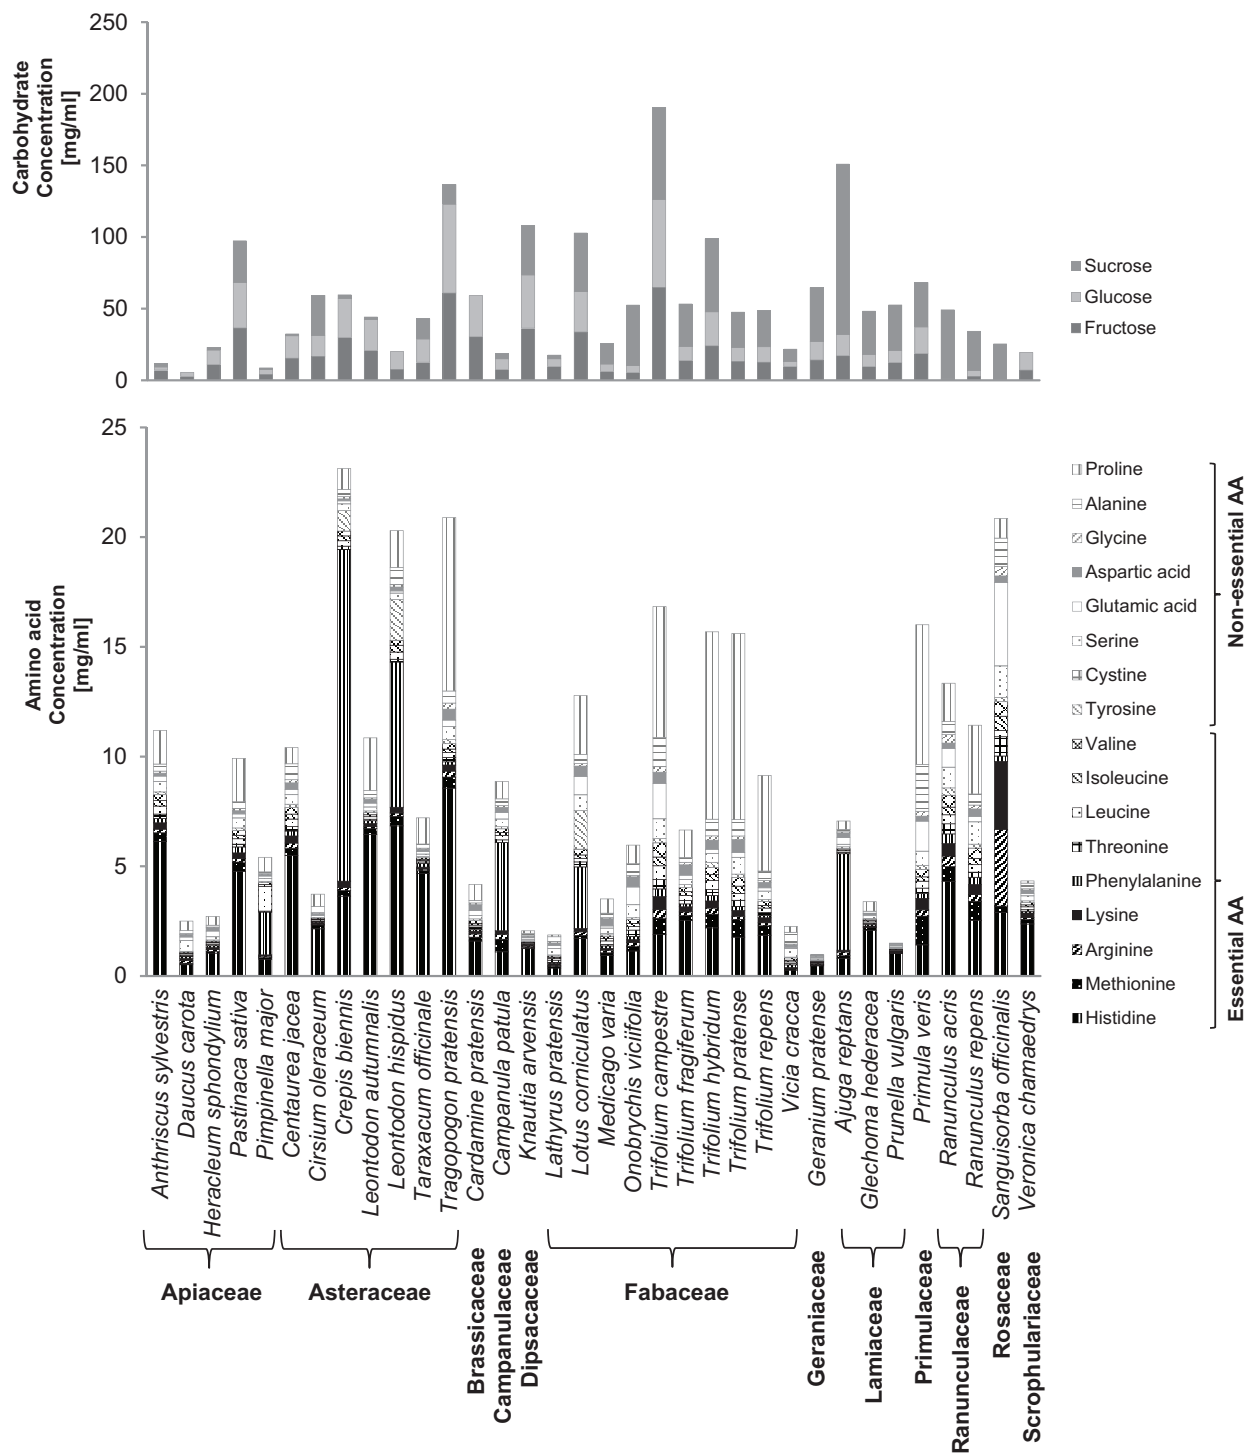 250
200
150
100
50
0
Carbohydrate
Concentration
[mg/ml]
Sucrose
Glucose
Fructose
25
20
15
10
5
0
Amino acid
Concentration
[mg/ml]
Proline
Alanine
Glycine
Aspartic acid
Glutamic acid
Serine
Cystine
Tyrosine
Valine
Isoleucine
Leucine
Threonine
Phenylalanine
Lysine
Arginine
Methionine
Histidine
Non-essential AA
Essential AA
Anthriscus sylvestris
Daucus carota
Heracleum sphondylium
Pastinaca sativa
Pimpinella major
Centaurea jacea
Cirsium oleraceum
Crepis biennis
Leontodon autumnalis
Leontodon hispidus
Taraxacum officinale
Tragopogon pratensis
Cardamine pratensis
Campanula patula
Knautia arvensis
Lathyrus pratensis
Lotus corniculatus
Medicago varia
Onobrychis viciifolia
Trifolium campestre
Trifolium fragiferum
Trifolium hybridum
Trifolium pratense
Trifolium repens
Vicia cracca
Geranium pratense
Ajuga reptans
Glechoma hederacea
Prunella vulgaris
Primula veris
Ranunculus acris
Ranunculus repens
Sanguisorba officinalis
Veronica chamaedrys
Apiaceae
Asteraceae
Brassicaceae
Campanulaceae
Dipsacaceae
Fabaceae
Geraniaceae
Lamiaceae
Primulaceae
Ranunculaceae
Rosaceae
Scrophulariaceae